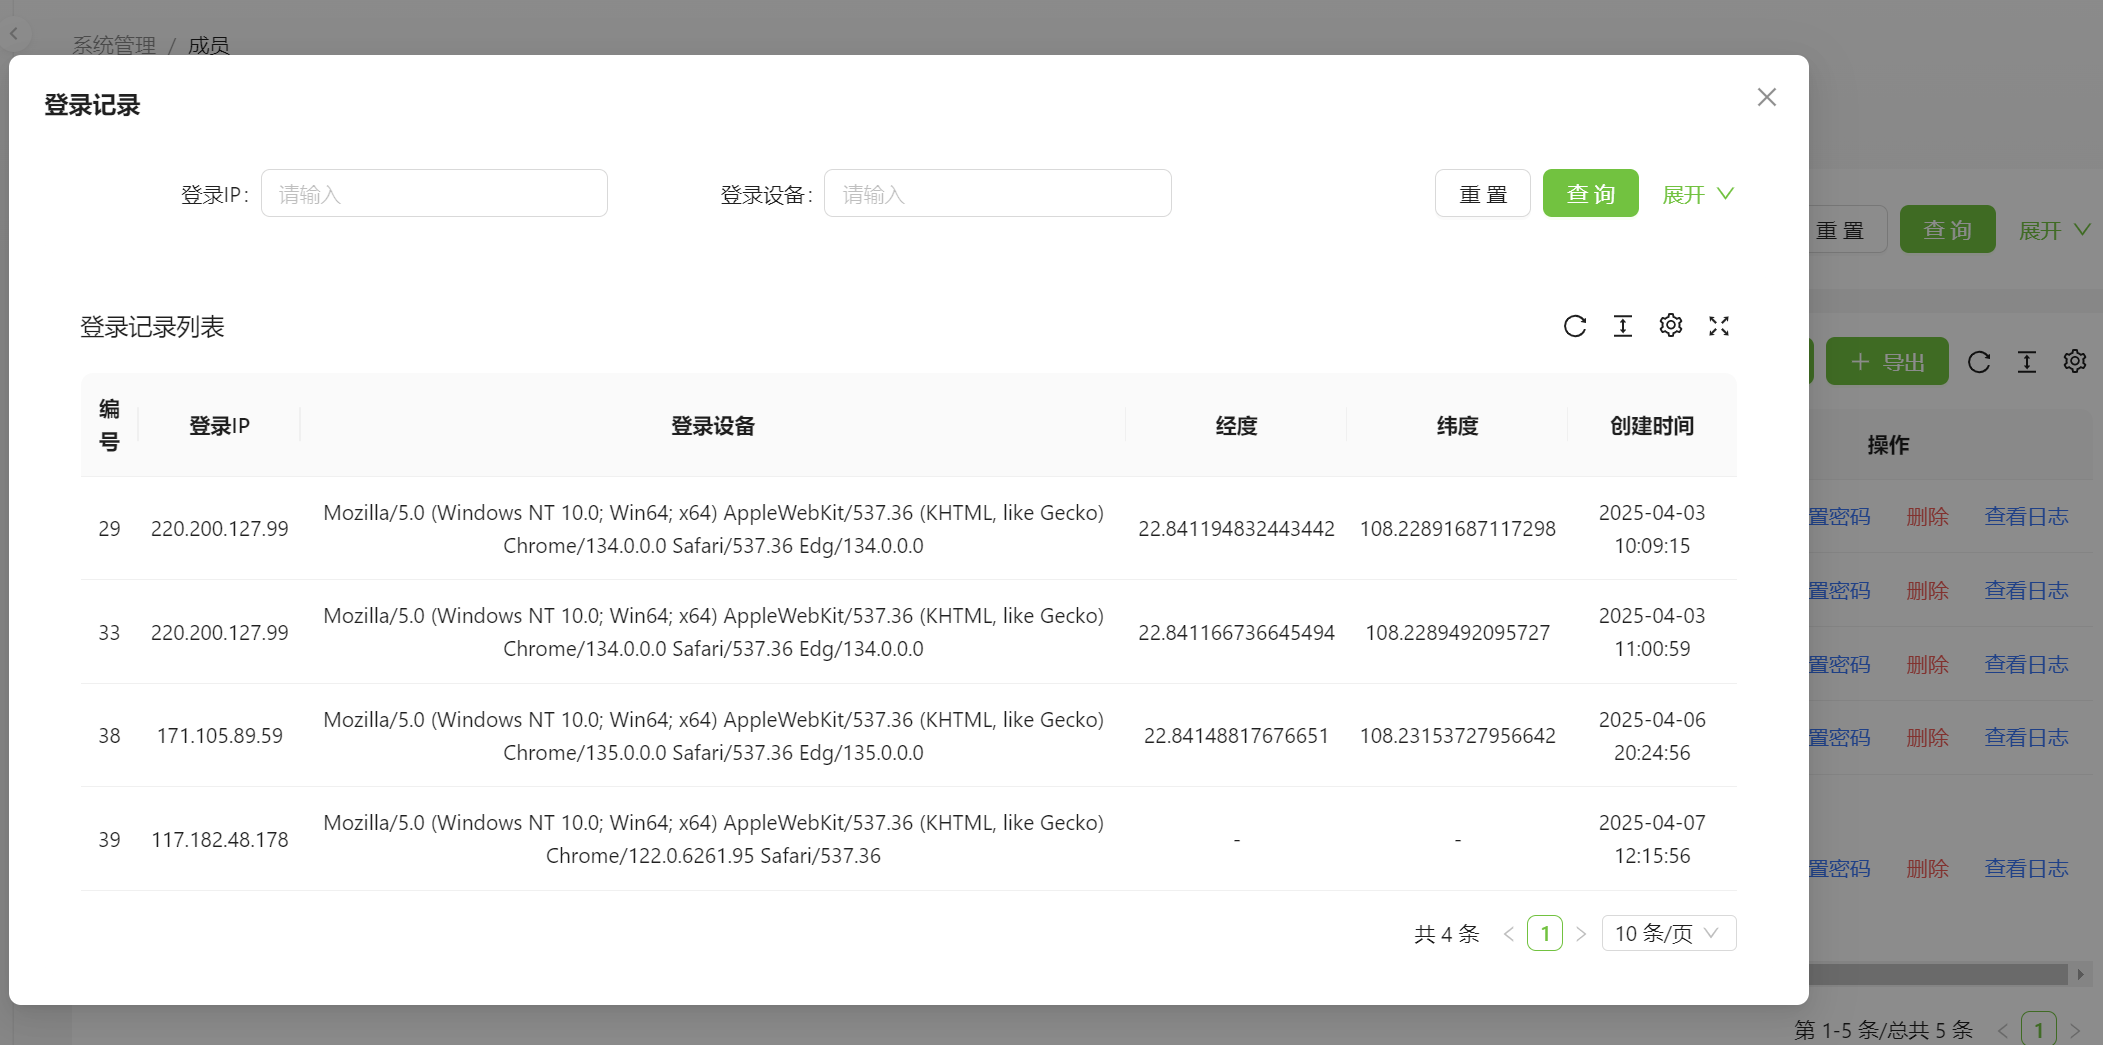 系统管理 / 成员
登录记录
登录IP: 请输入 登录设备: 请输入 重 置 查 询 展开
重 置 查 询 展开
登录记录列表
导出
编号 登录IP 登录设备 经度 纬度 创建时间
操作
29 220.200.127.99 Mozilla/5.0 (Windows NT 10.0; Win64; x64) AppleWebKit/537.36 (KHTML, like Gecko) Chrome/134.0.0.0 Safari/537.36 Edg/134.0.0.0 22.841194832443442 108.22891687117298 2025-04-03 10:09:15
置密码 删除 查看日志
33 220.200.127.99 Mozilla/5.0 (Windows NT 10.0; Win64; x64) AppleWebKit/537.36 (KHTML, like Gecko) Chrome/134.0.0.0 Safari/537.36 Edg/134.0.0.0 22.841166736645494 108.2289492095727 2025-04-03 11:00:59
置密码 删除 查看日志
置密码 删除 查看日志
38 171.105.89.59 Mozilla/5.0 (Windows NT 10.0; Win64; x64) AppleWebKit/537.36 (KHTML, like Gecko) Chrome/135.0.0.0 Safari/537.36 Edg/135.0.0.0 22.84148817676651 108.23153727956642 2025-04-06 20:24:56
置密码 删除 查看日志
39 117.182.48.178 Mozilla/5.0 (Windows NT 10.0; Win64; x64) AppleWebKit/537.36 (KHTML, like Gecko) Chrome/122.0.6261.95 Safari/537.36 - - 2025-04-07 12:15:56
置密码 删除 查看日志
共 4 条 < 1 > 10 条/页
第 1-5 条/总共 5 条 < 1 >